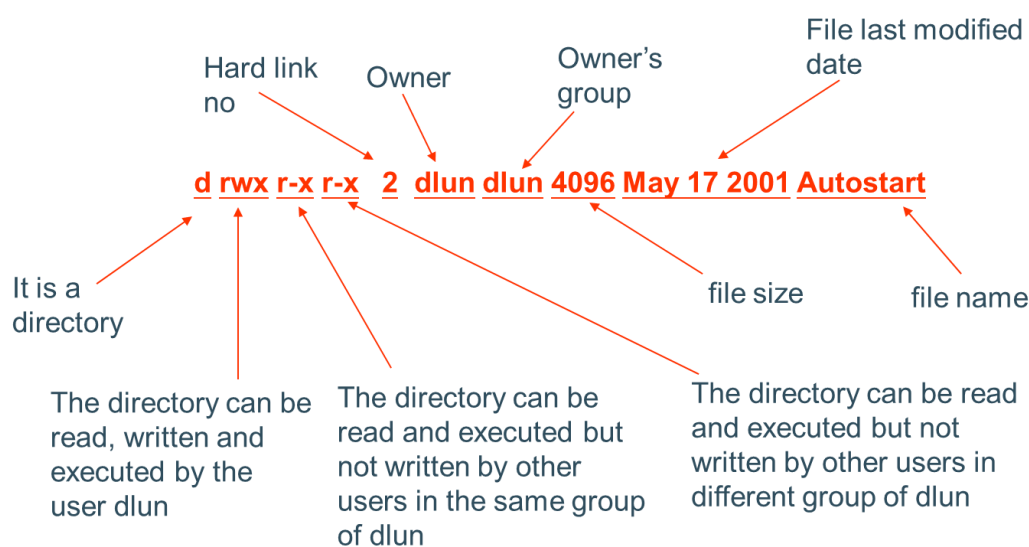 File last modified
date
Hard link
no
Owner
Owner's
group
d rwx r-x r-x 2 dlun dlun 4096 May 17 2001 Autostart
It is a
directory
file size
file name
The directory can be
read, written and
executed by the
user dlun
The directory can be
read and executed but
not written by other
users in the same group
of dlun
The directory can be read
and executed but not
written by other users in
different group of dlun